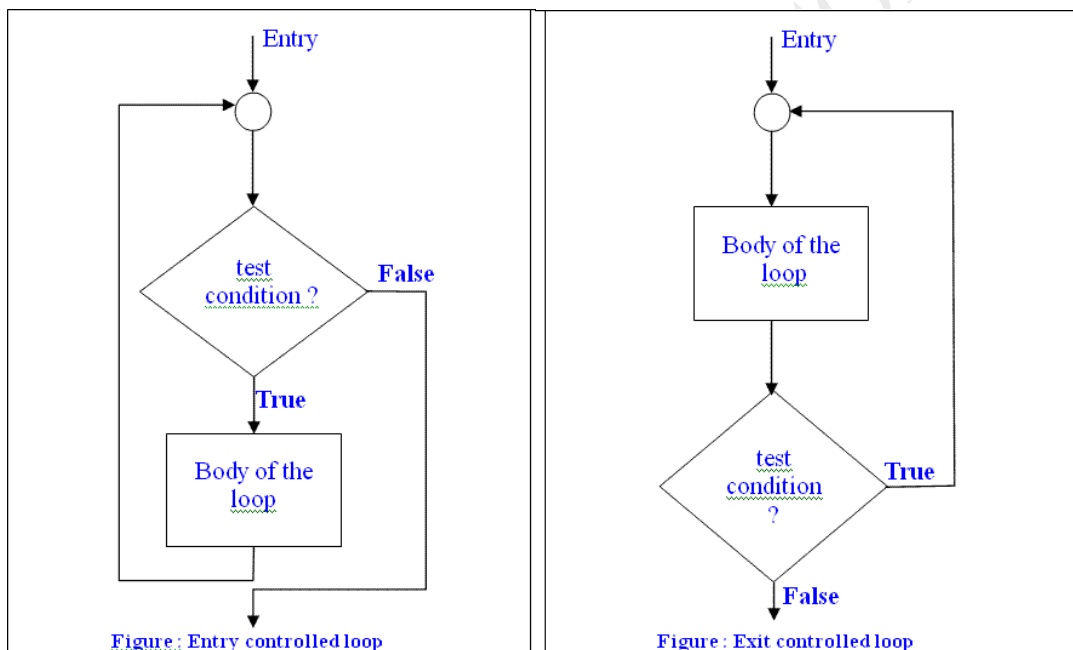 Entry
test
condition ?
False
True
Body of the
loop
Figure : Entry controlled loop
Entry
Body of the
loop
test
condition
?
True
False
Figure : Exit controlled loop